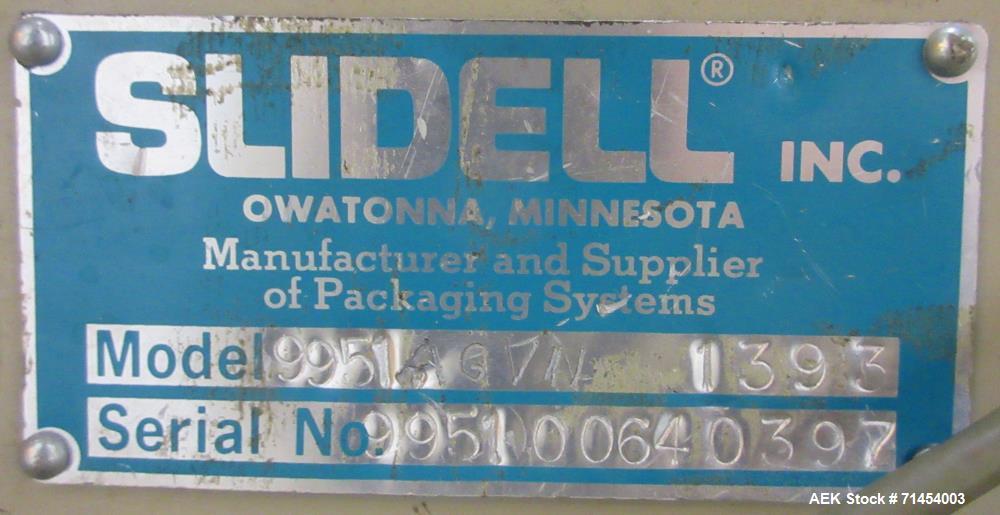 SLIDELL® INC.
OWATONNA, MINNESOTA
Manufacturer and Supplier
of Packaging Systems
Model 9951 1393
Serial No. 995100640397
AEK Stock # 71454003